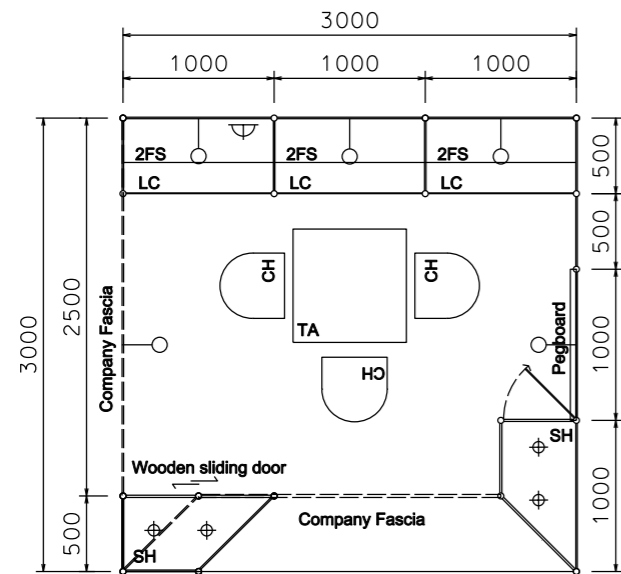 3000
1000 1000 1000
2FS 2FS 2FS
LC LC LC
500
500
3000
2500
Company Fascia
CH
CH
TA
CH
Pegboard
1000
SH
Wooden sliding door
Company Fascia
1000
500
SH